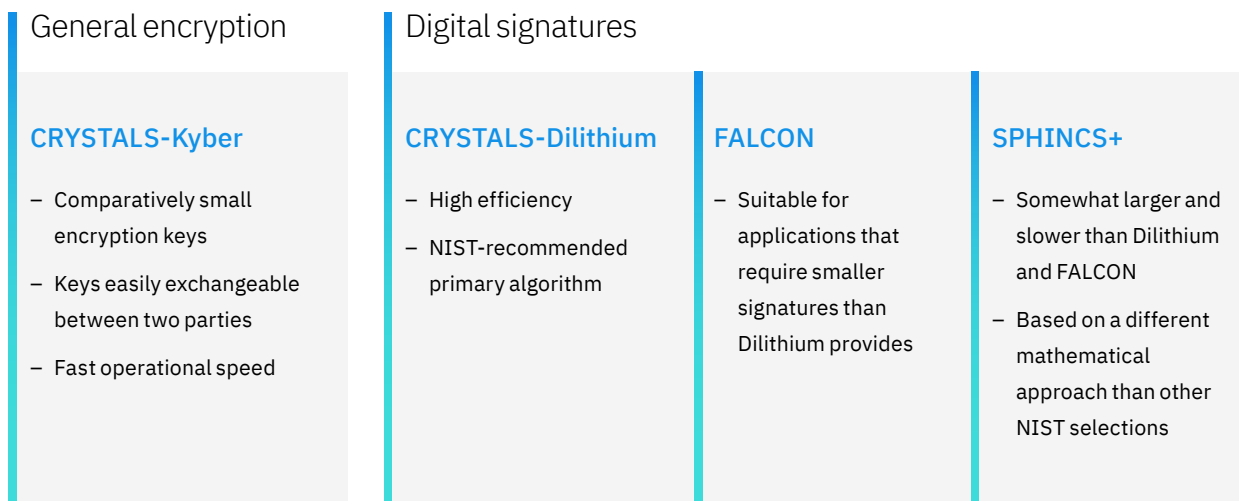 General encryption
CRYSTALS-Kyber
– Comparatively small
encryption keys
– Keys easily exchangeable
between two parties
– Fast operational speed
Digital signatures
CRYSTALS-Dilithium
– High efficiency
– NIST-recommended
primary algorithm
FALCON
– Suitable for
applications that
require smaller
signatures than
Dilithium provides
SPHINCS+
– Somewhat larger and
slower than Dilithium
and FALCON
– Based on a different
mathematical
approach than other
NIST selections